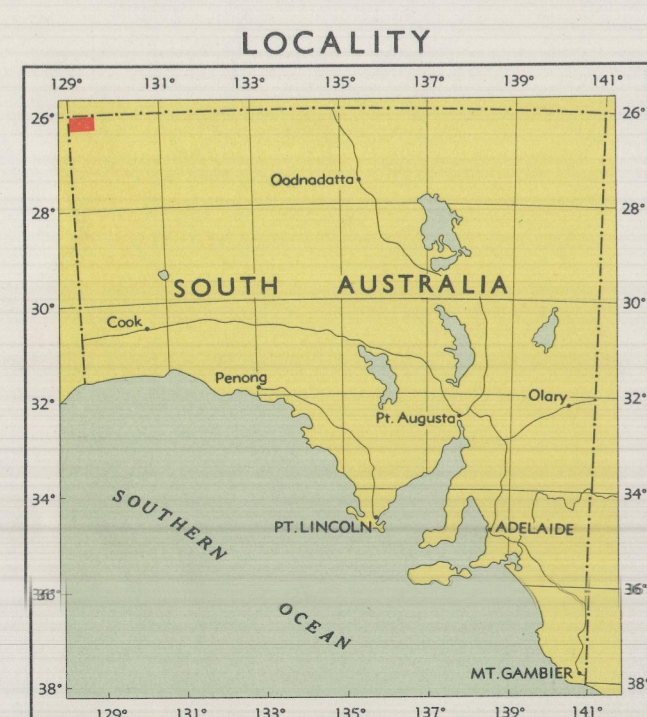 LOCALITY
129° 131° 133° 135° 137° 139° 141°
26° 26°
Oodnadatta
28° 28°
SOUTH AUSTRALIA
30° 30°
Cook
Penong
Olary
32° 32°
Pt. Augusta
34° 34°
SOUTHERN
PT. LINCOLN
ADELAIDE
36° 36°
OCEAN
MT. GAMBIER
38° 38°
129° 131° 133° 135° 137° 139° 141°